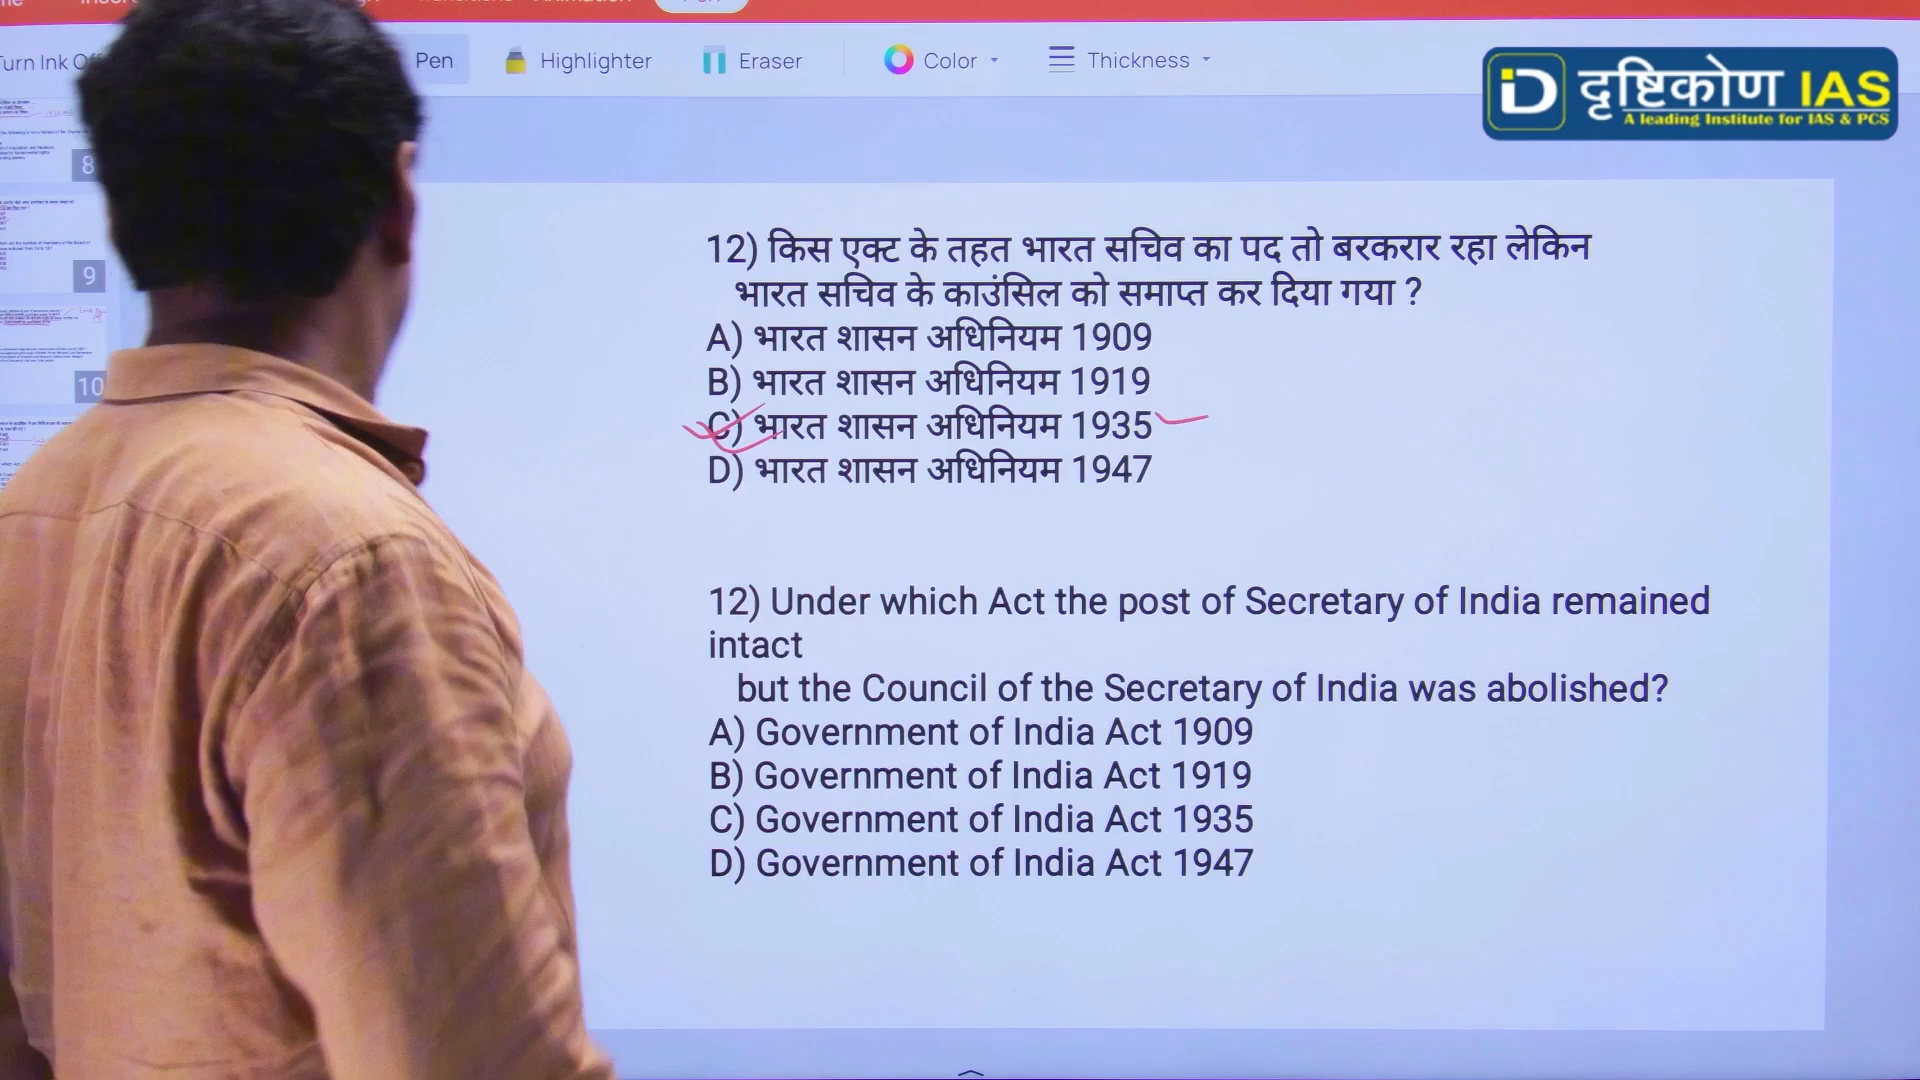 Turn Ink Of
Pen
Highlighter
Eraser
Color
Thickness
iD दृष्टिकोण IAS
A leading Institute for IAS & PCS
8
9
10
12) किस एक्ट के तहत भारत सचिव का पद तो बरकरार रहा लेकिन
भारत सचिव के काउंसिल को समाप्त कर दिया गया ?
A) भारत शासन अधिनियम 1909
B) भारत शासन अधिनियम 1919
C) भारत शासन अधिनियम 1935
D) भारत शासन अधिनियम 1947
12) Under which Act the post of Secretary of India remained
intact
but the Council of the Secretary of India was abolished?
A) Government of India Act 1909
B) Government of India Act 1919
C) Government of India Act 1935
D) Government of India Act 1947